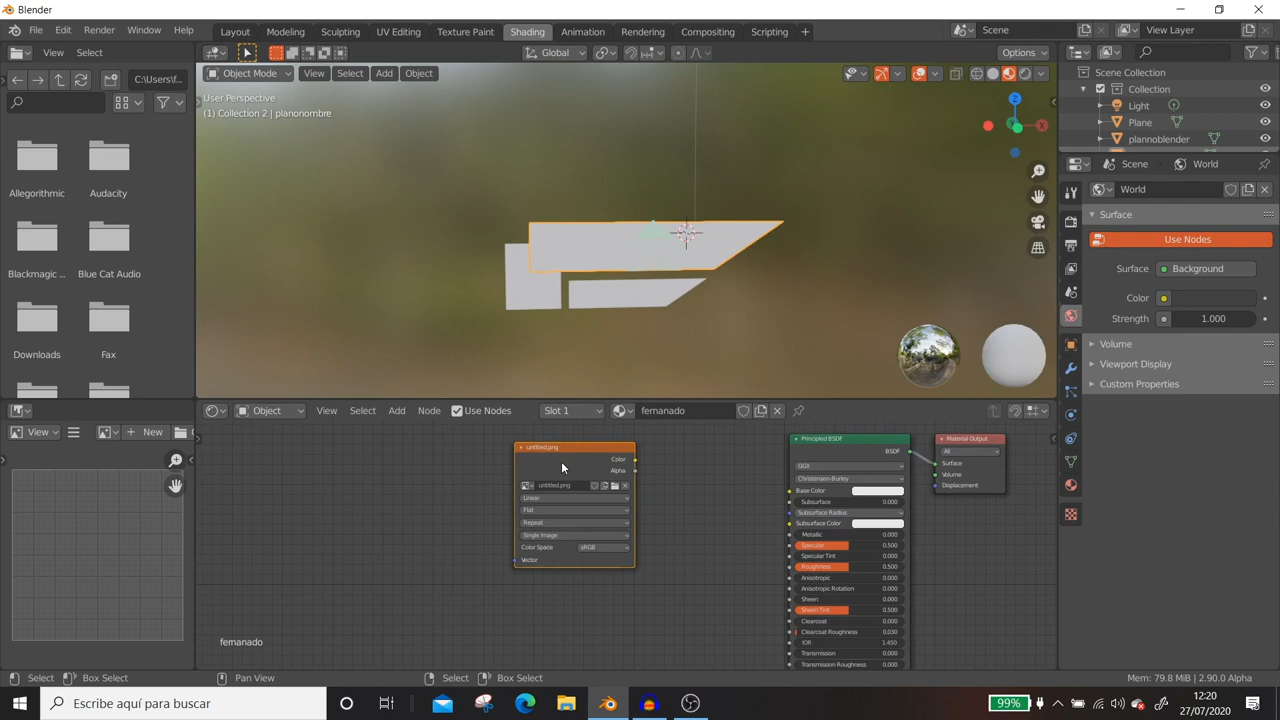 Blender
File Edit Render Window Help Layout Modeling Sculpting UV Editing Texture Paint Shading Animation Rendering Compositing Scripting + Scene View Layer
View Select Global Options
C:\Users\f...
Object Mode View Select Add Object
User Perspective
(1) Collection 2 | planonombre
Allegorithmic
Audacity
Blackmagic ...
Blue Cat Audio
Downloads
Fax
Z
X
Scene Collection
Collection
Light
Plane
plannoblender
Scene World
World
Surface
Use Nodes
Surface Background
Color
Strength 1.000
Volume
Viewport Display
Custom Properties
Object View Select Add Node Use Nodes Slot 1 fernanado
View New
untitled.png
Color
Alpha
untitled.png
Linear
Flat
Repeat
Single Image
Color Space sRGB
Vector
Principled BSDF
BSDF
GGX
Christensen-Burley
Base Color
Subsurface 0.000
Subsurface Radius
Subsurface Color
Metallic 0.000
Specular 0.500
Specular Tint 0.000
Roughness 0.500
Anisotropic 0.000
Anisotropic Rotation 0.000
Sheen 0.000
Sheen Tint 0.500
Clearcoat 0.000
Clearcoat Roughness 0.030
IOR 1.450
Transmission 0.000
Transmission Roughness 0.000
Material Output
All
Surface
Volume
Displacement
fernanado
Select Box Select Pan View Select Box Select Mem: 79.8 MiB | 2.90.0 Alpha
Escribe aquí para buscar
99%
12:20
27/07/2020